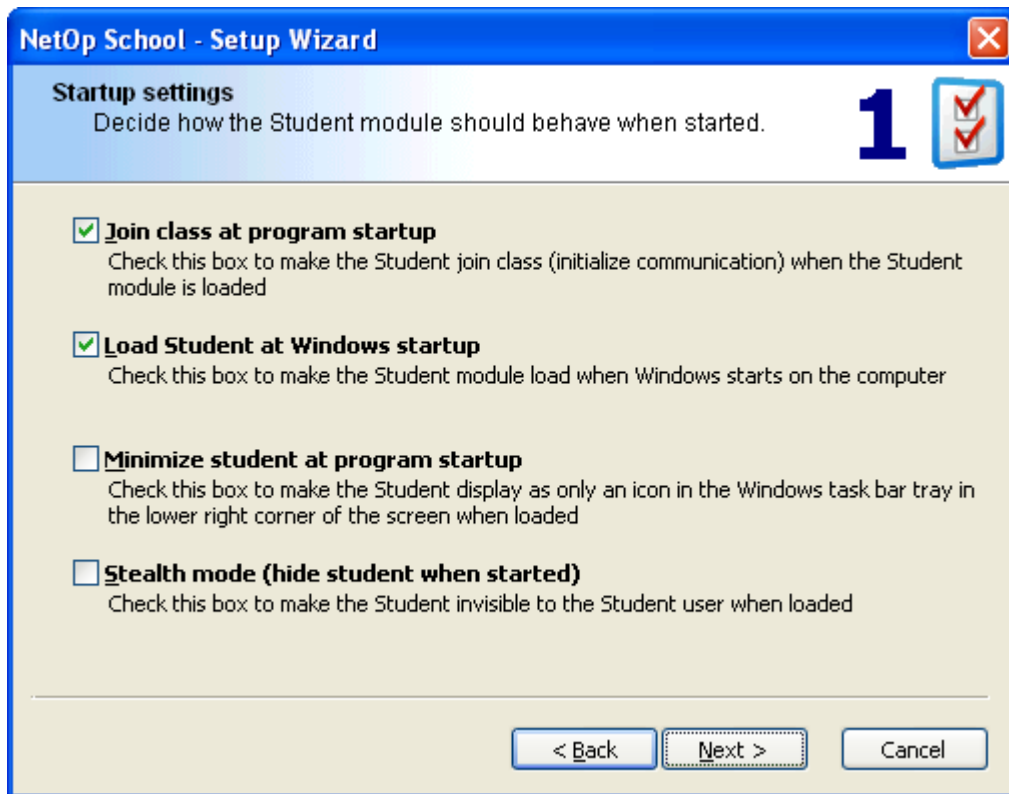 NetOp School - Setup Wizard
Startup settings
Decide how the Student module should behave when started.
1
Join class at program startup
Check this box to make the Student join class (initialize communication) when the Student
module is loaded
Load Student at Windows startup
Check this box to make the Student module load when Windows starts on the computer
Minimize student at program startup
Check this box to make the Student display as only an icon in the Windows task bar tray in
the lower right corner of the screen when loaded
Stealth mode (hide student when started)
Check this box to make the Student invisible to the Student user when loaded
< Back
Next >
Cancel